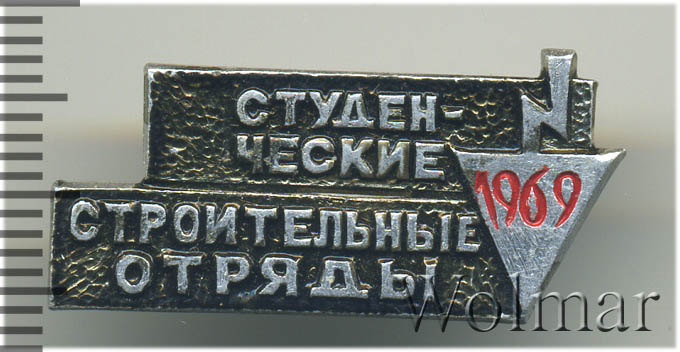 СТУДЕН-
ЧЕСКИЕ
1969
СТРОИТЕЛЬНЫЕ
ОТРЯДЫ
Wolmar